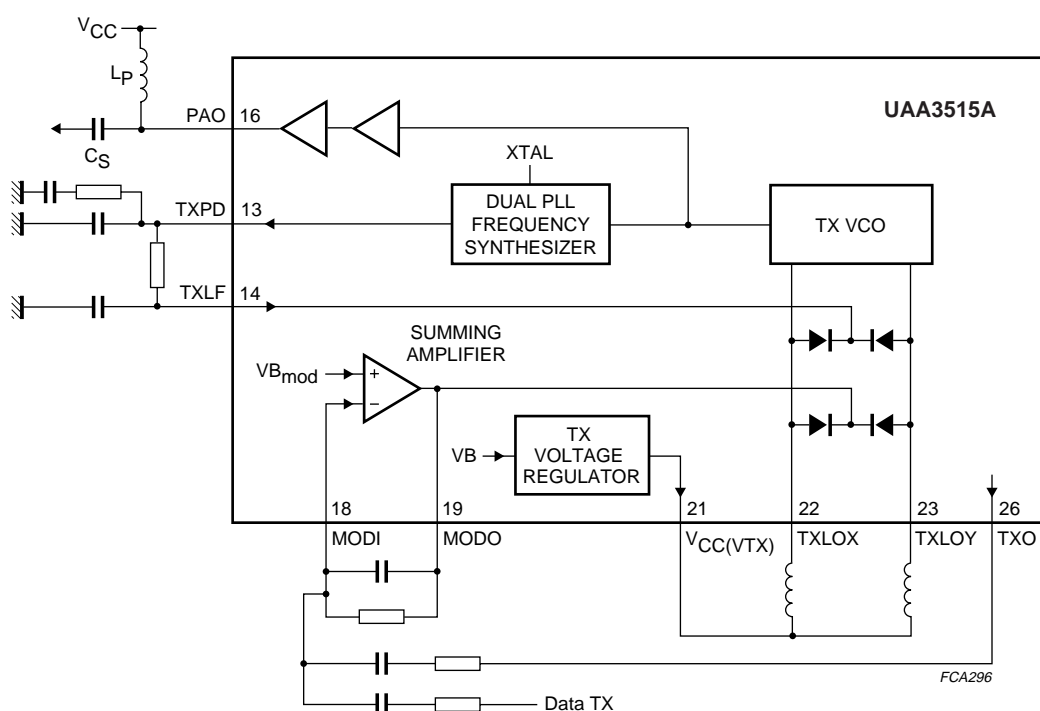 VCC
LP
UAA3515A
PAO 16
CS
XTAL
DUAL PLL
FREQUENCY
SYNTHESIZER
TX VCO
TXPD 13
TXLF 14
SUMMING
AMPLIFIER
VBmod
+
−
TX
VOLTAGE
REGULATOR
VB
18 19 21 22 23 26
MODI MODO VCC(VTX) TXLOX TXLOY TXO
FCA296
Data TX